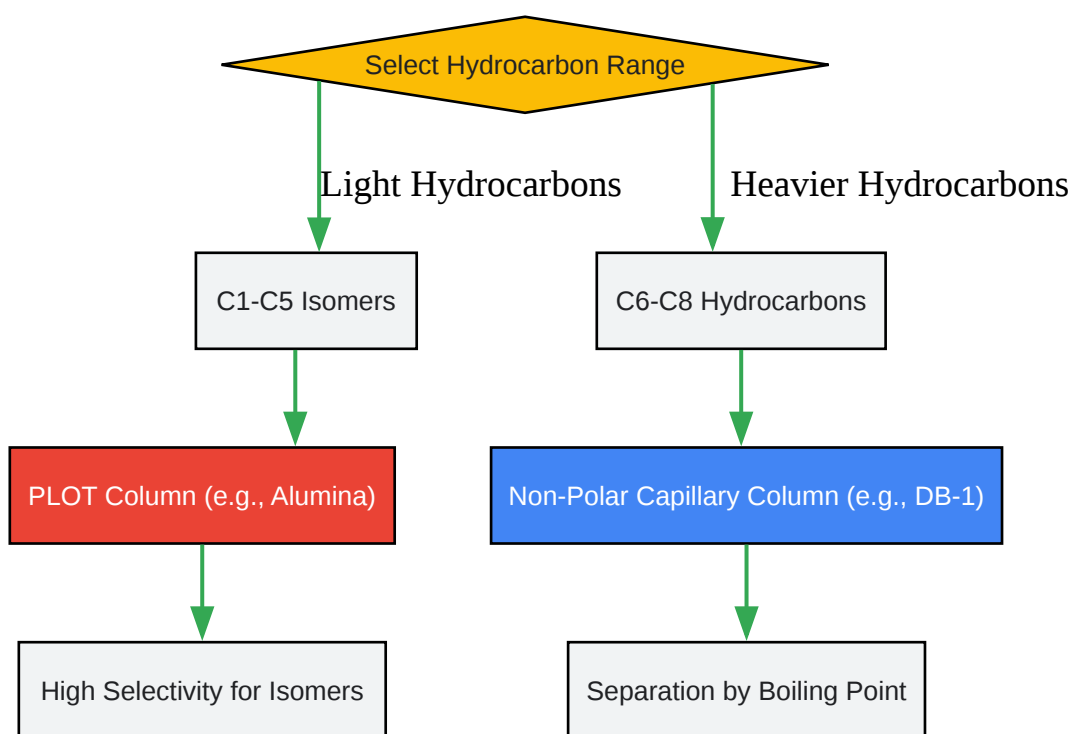 Select Hydrocarbon Range
Light Hydrocarbons
Heavier Hydrocarbons
C1-C5 Isomers
C6-C8 Hydrocarbons
PLOT Column (e.g., Alumina)
Non-Polar Capillary Column (e.g., DB-1)
High Selectivity for Isomers
Separation by Boiling Point